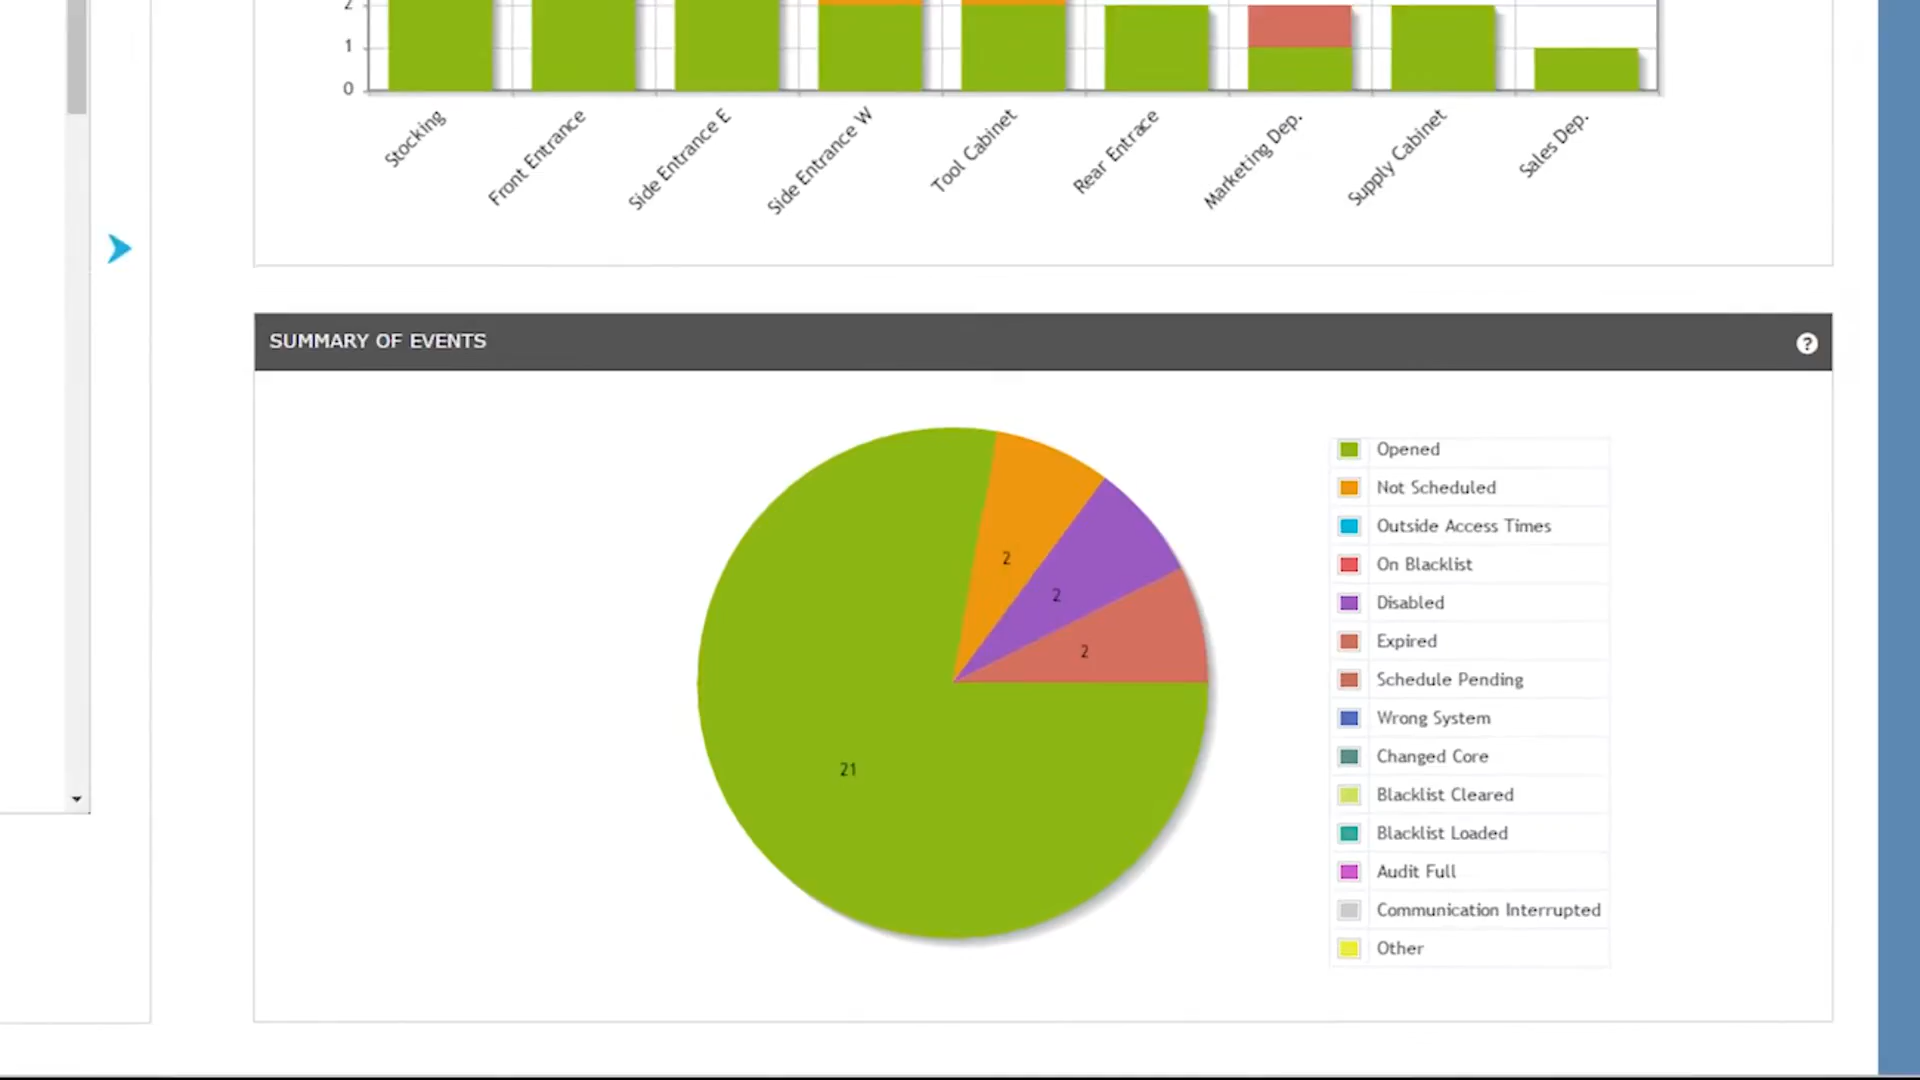 2
1
0
Stocking
Front Entrance
Side Entrance E
Side Entrance W
Tool Cabinet
Rear Entrace
Marketing Dep.
Supply Cabinet
Sales Dep.
SUMMARY OF EVENTS
?
2
2
2
21
Opened
Not Scheduled
Outside Access Times
On Blacklist
Disabled
Expired
Schedule Pending
Wrong System
Changed Core
Blacklist Cleared
Blacklist Loaded
Audit Full
Communication Interrupted
Other